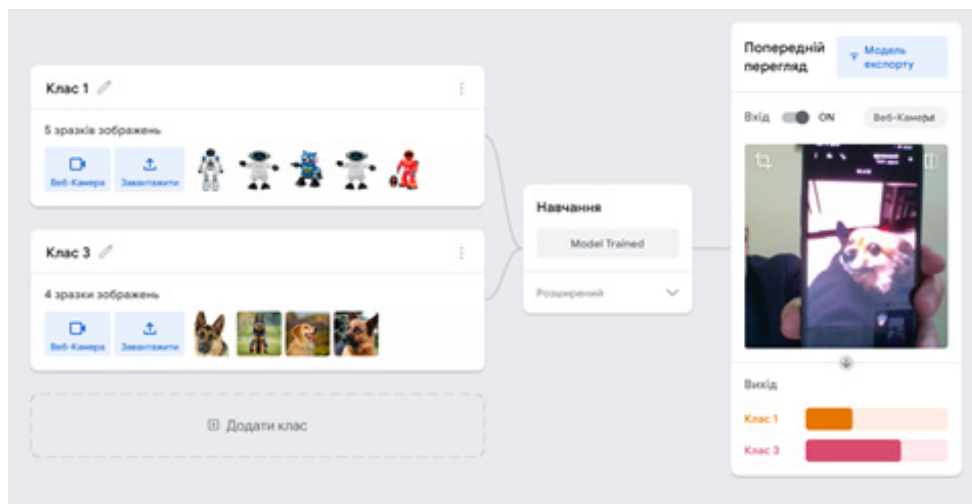 Клас 1
5 зразків зображень
Веб-Камера
Завантажити
Клас 3
4 зразки зображень
Веб-Камера
Завантажити
Додати клас
Навчання
Model Trained
Розширений
Попередній
перегляд
Модель
експорту
Вхід
ON
Веб-Камера
Вихід
Клас 1
Клас 3